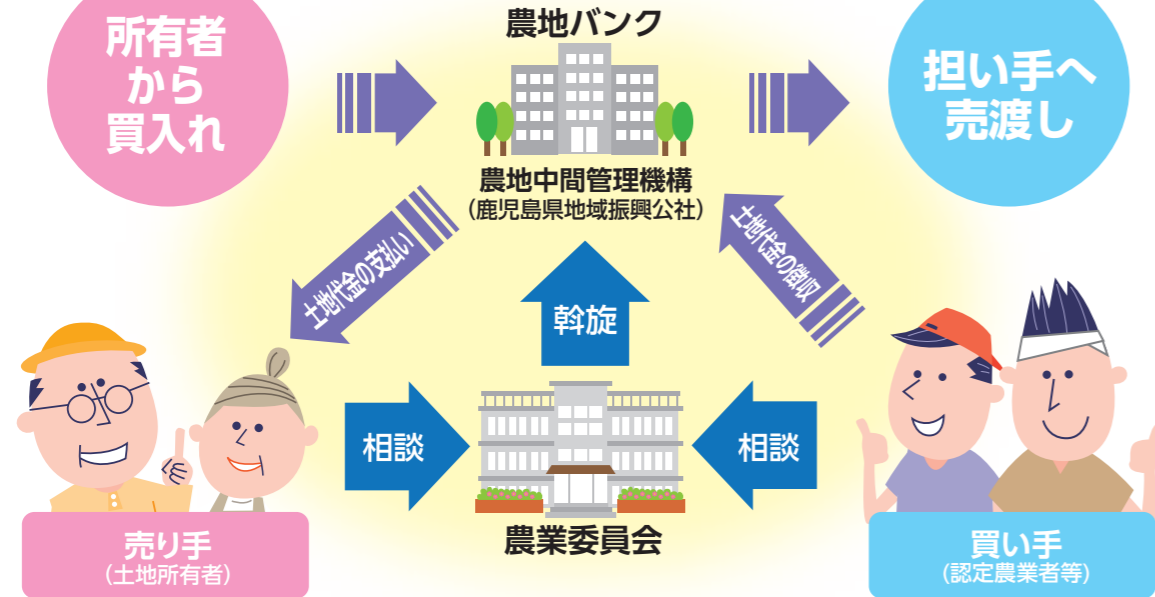 農地バンク
所有者
から
買入れ
担い手へ
売渡し
農地中間管理機構
（鹿児島県地域振興公社）
土地代金の支払い
土地代金の徴収
斡旋
相談
相談
農業委員会
売り手
（土地所有者）
買い手
（認定農業者等）